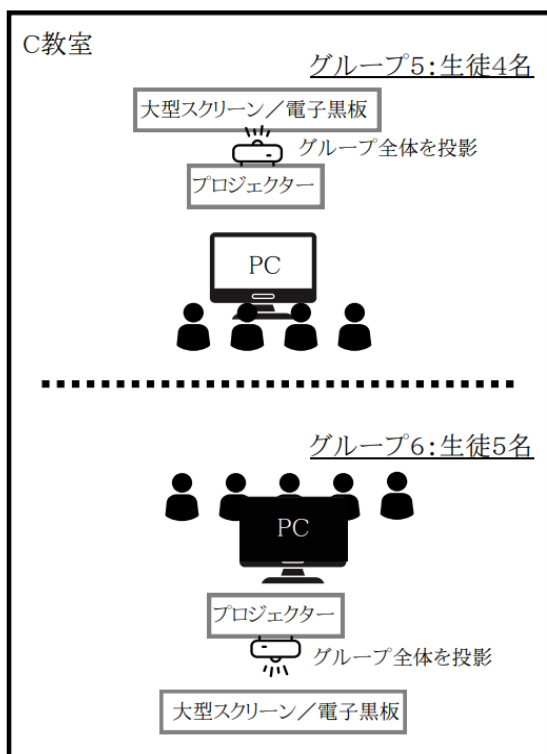 C教室
グループ5：生徒4名
大型スクリーン／電子黒板
グループ全体を投影
プロジェクター
PC
グループ6：生徒5名
PC
プロジェクター
グループ全体を投影
大型スクリーン／電子黒板